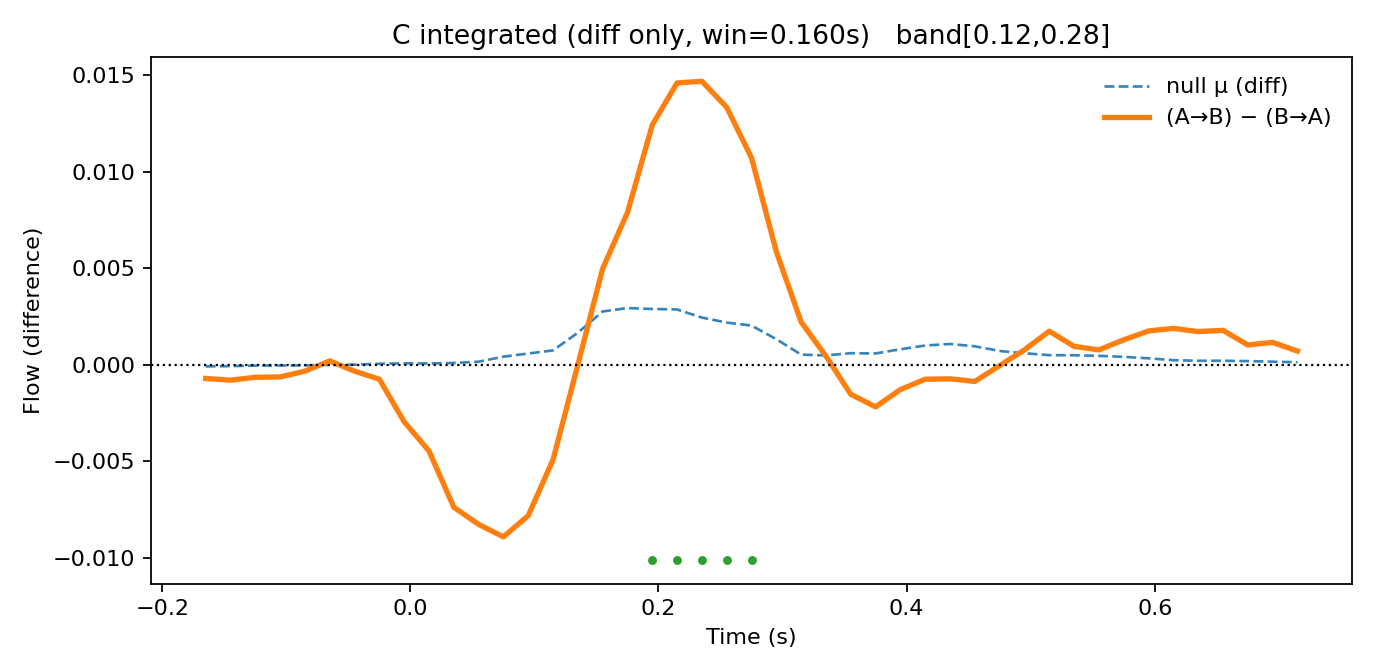 C integrated (diff only, win=0.160s)   band[0.12,0.28]
null μ (diff)
(A→B) − (B→A)
Flow (difference)
0.015
0.010
0.005
0.000
−0.005
−0.010
−0.2
0.0
0.2
0.4
0.6
Time (s)